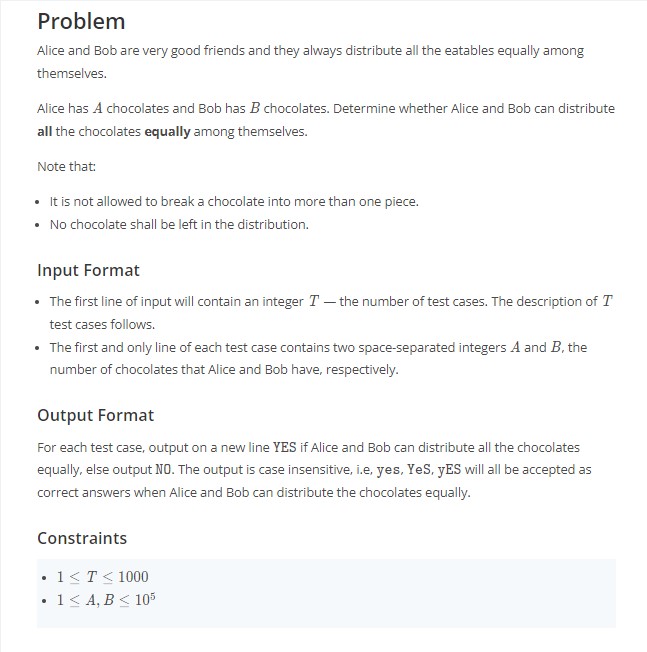 Problem
Alice and Bob are very good friends and they always distribute all the eatables equally among
themselves.
Alice has A chocolates and Bob has B chocolates. Determine whether Alice and Bob can distribute
all the chocolates equally among themselves.
Note that:
• It is not allowed to break a chocolate into more than one piece.
• No chocolate shall be left in the distribution.
Input Format
• The first line of input will contain an integer T — the number of test cases. The description of T
test cases follows.
• The first and only line of each test case contains two space-separated integers A and B, the
number of chocolates that Alice and Bob have, respectively.
Output Format
For each test case, output on a new line YES if Alice and Bob can distribute all the chocolates
equally, else output NO. The output is case insensitive, i.e, yes, YeS, yES will all be accepted as
correct answers when Alice and Bob can distribute the chocolates equally.
Constraints
• 1 ≤ T ≤ 1000
• 1 ≤ A, B ≤ 10⁵